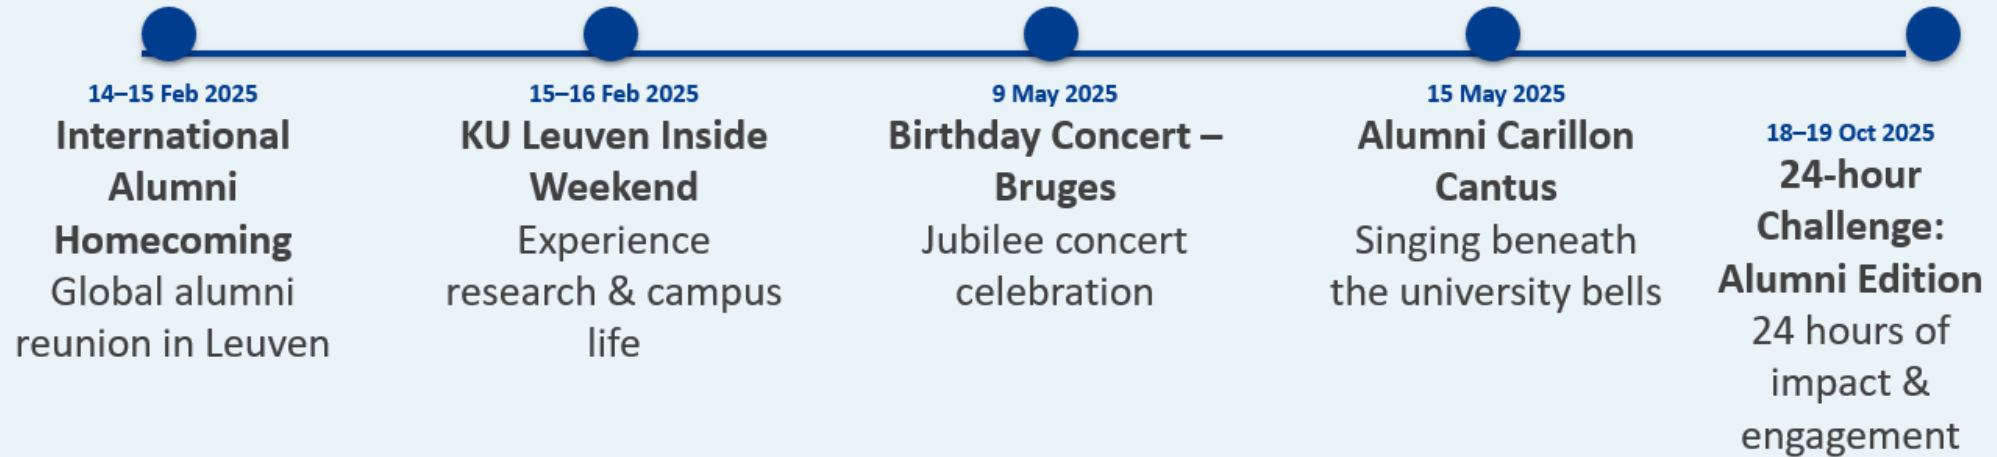 14–15 Feb 2025
International
Alumni
Homecoming
Global alumni
reunion in Leuven
15–16 Feb 2025
KU Leuven Inside
Weekend
Experience
research & campus
life
9 May 2025
Birthday Concert –
Bruges
Jubilee concert
celebration
15 May 2025
Alumni Carillon
Cantus
Singing beneath
the university bells
18–19 Oct 2025
24-hour
Challenge:
Alumni Edition
24 hours of
impact &
engagement